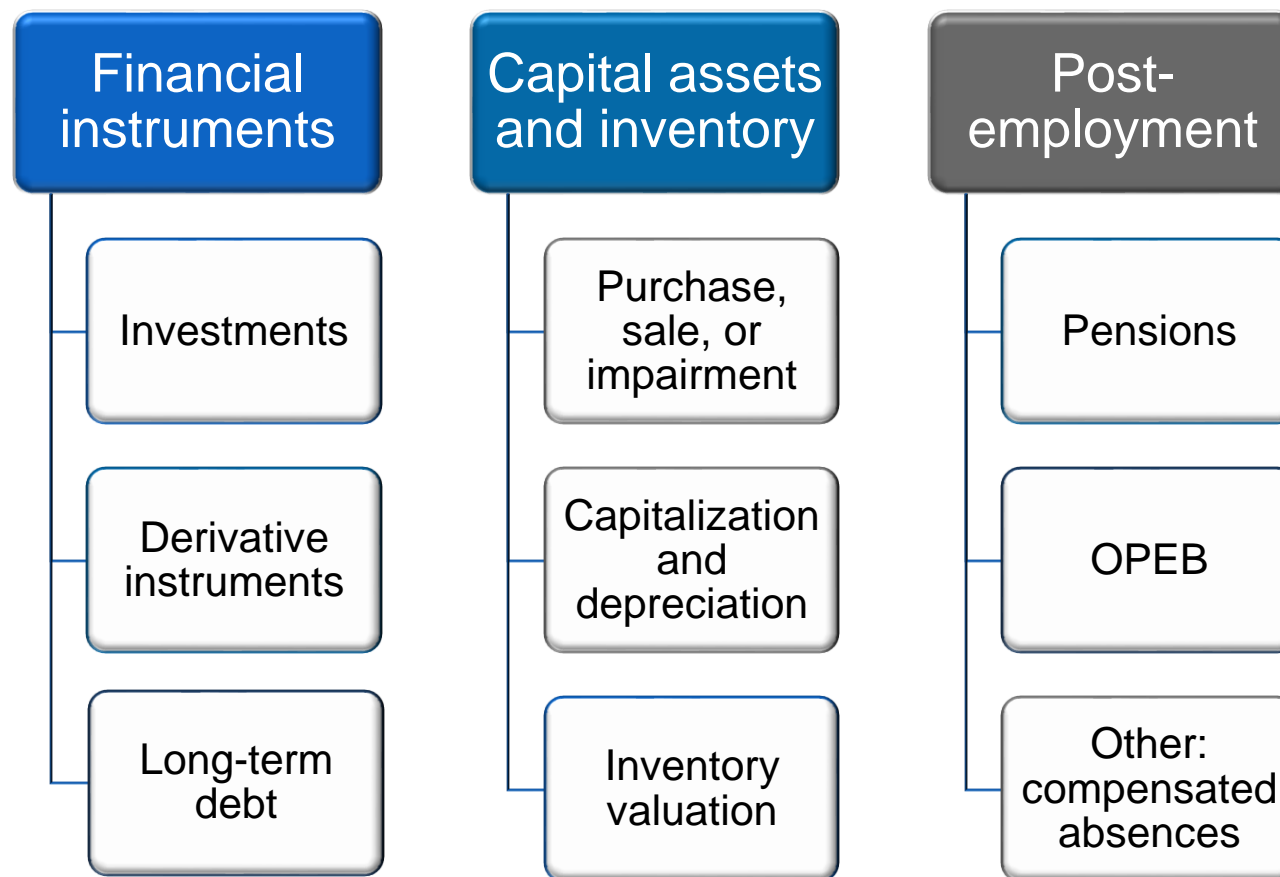 Financial
instruments
Investments
Derivative
instruments
Long-term
debt
Capital assets
and inventory
Purchase,
sale, or
impairment
Capitalization
and
depreciation
Inventory
valuation
Post-
employment
Pensions
OPEB
Other:
compensated
absences